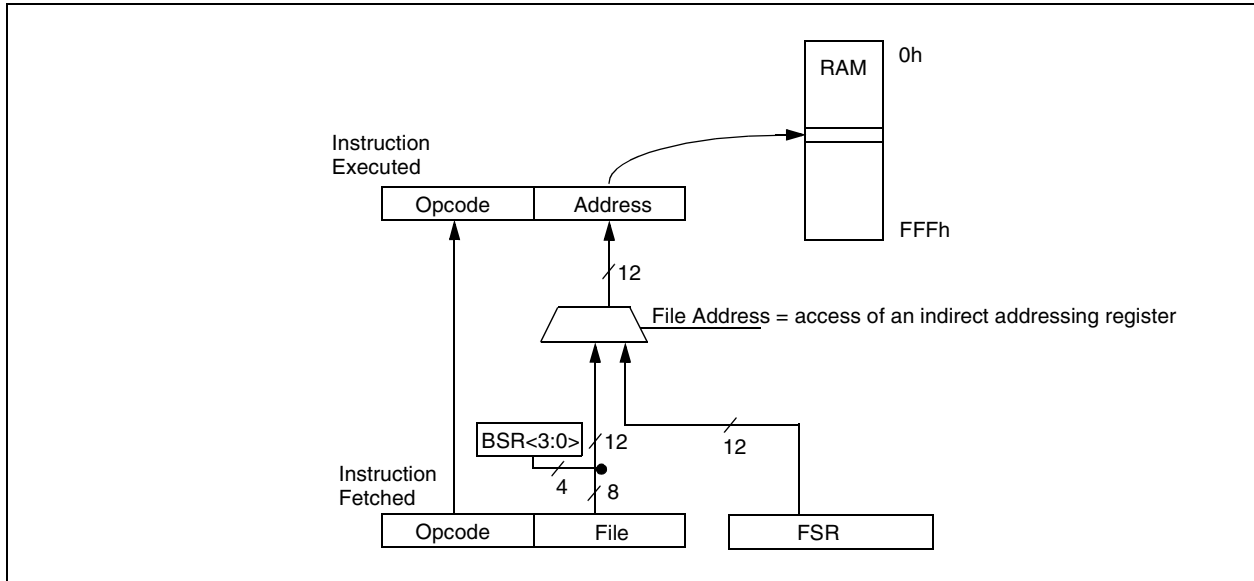 RAM
0h
Instruction
Executed
Opcode
Address
FFFh
12
File Address = access of an indirect addressing register
BSR<3:0>
12
12
4
8
Instruction
Fetched
Opcode
File
FSR